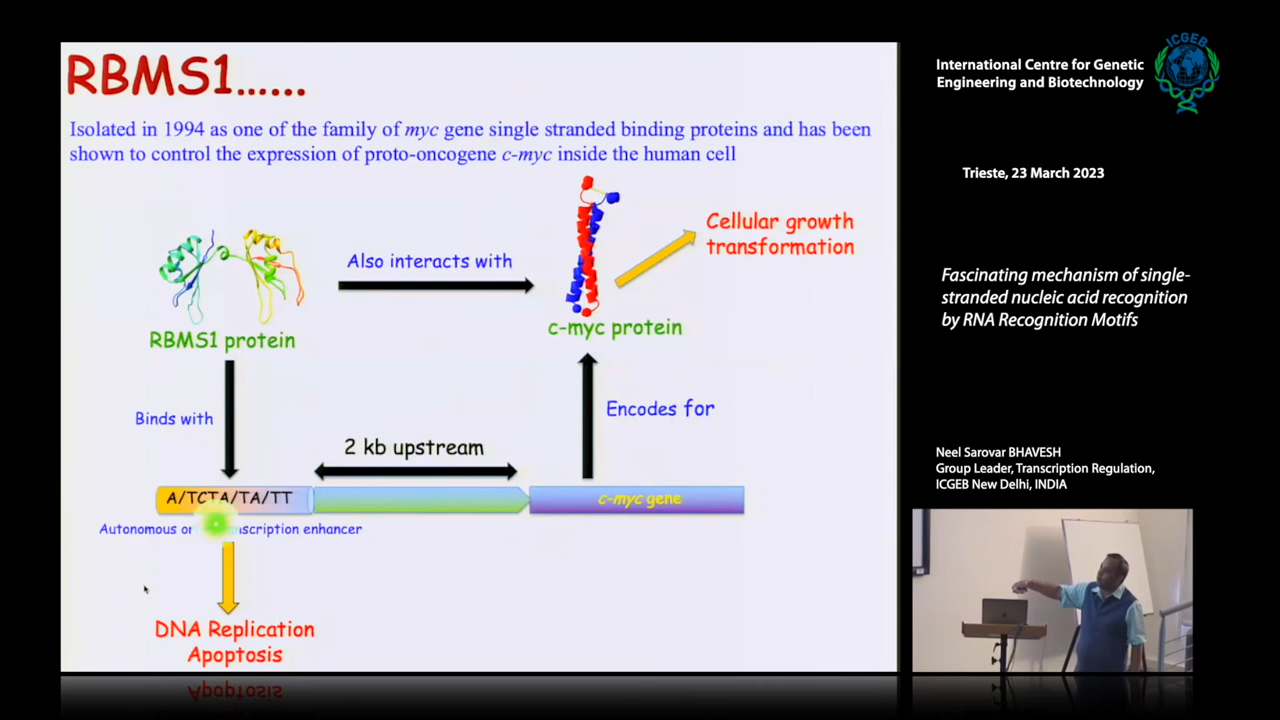 RBMS1......
Isolated in 1994 as one of the family of myc gene single stranded binding proteins and has been
shown to control the expression of proto-oncogene c-myc inside the human cell
Cellular growth
transformation
Also interacts with
c-myc protein
RBMS1 protein
Binds with
Encodes for
2 kb upstream
A/TCTA/TA/TT
c-myc gene
Autonomous enhancer
DNA Replication
Apoptosis
ICGEB
International Centre for Genetic
Engineering and Biotechnology
Trieste, 23 March 2023
Fascinating mechanism of single-
stranded nucleic acid recognition
by RNA Recognition Motifs
Neel Sarovar BHAVESH
Group Leader, Transcription Regulation,
ICGEB New Delhi, INDIA